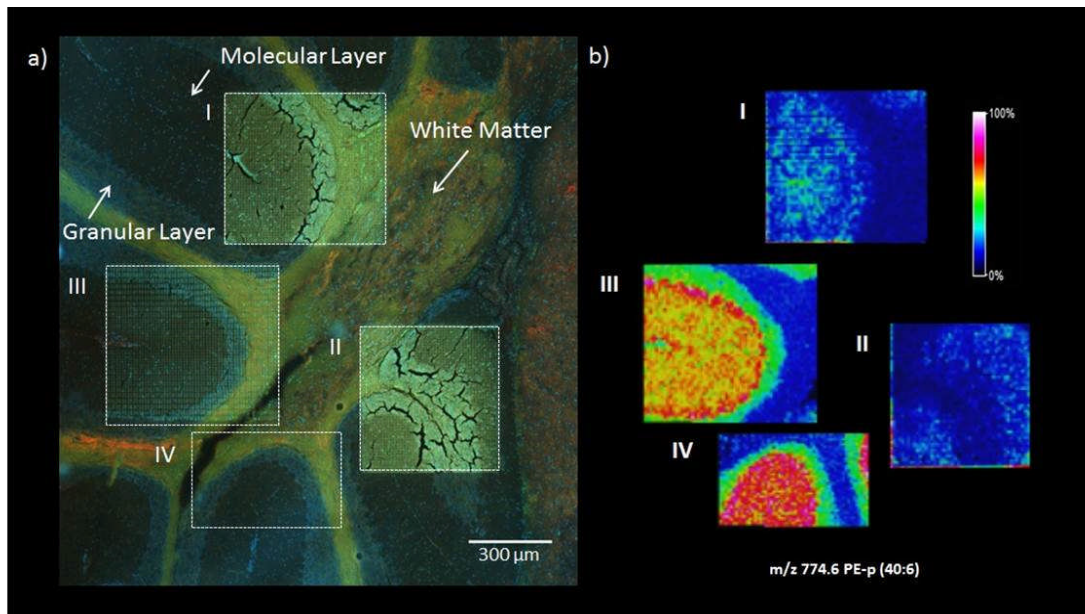 a)
Molecular Layer
I
White Matter
Granular Layer
III
II
IV
300 µm
b)
I
100%
0%
III
II
IV
m/z 774.6 PE-p (40:6)